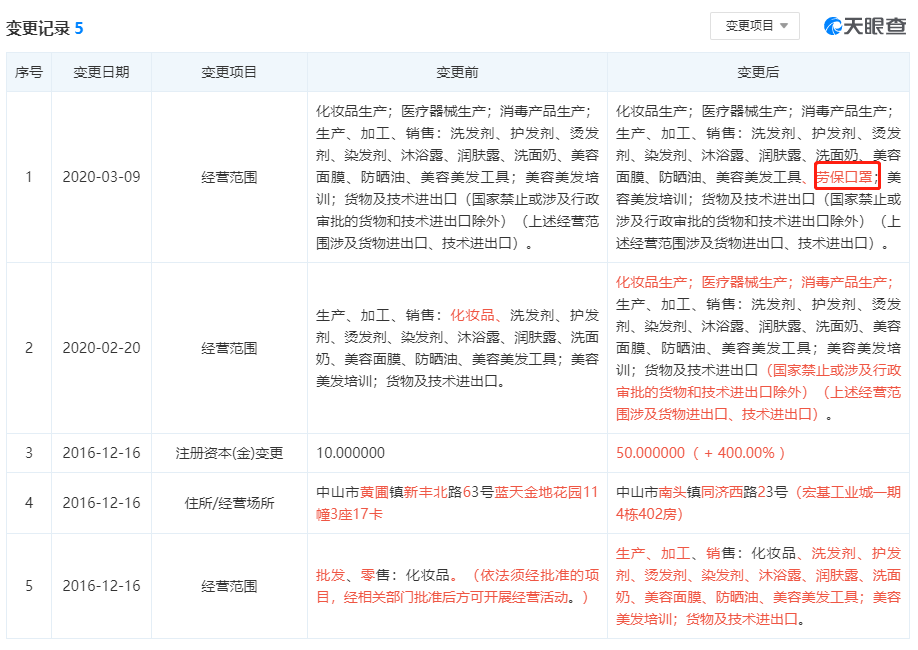 变更记录 5
变更项目
天眼查
序号 变更日期 变更项目 变更前 变更后
1 2020-03-09 经营范围
化妆品生产；医疗器械生产；消毒产品生产；
生产、加工、销售：洗发剂、护发剂、烫发
剂、染发剂、沐浴露、润肤露、洗面奶、美容
面膜、防晒油、美容美发工具；美容美发培
训；货物及技术进出口（国家禁止或涉及行政
审批的货物和技术进出口除外）（上述经营范
围涉及货物进出口、技术进出口）。
化妆品生产；医疗器械生产；消毒产品生产；
生产、加工、销售：洗发剂、护发剂、烫发
剂、染发剂、沐浴露、润肤露、洗面奶、美容
面膜、防晒油、美容美发工具、劳保口罩；美
容美发培训；货物及技术进出口（国家禁止或
涉及行政审批的货物和技术进出口除外）（上
述经营范围涉及货物进出口、技术进出口）。
2 2020-02-20 经营范围
生产、加工、销售：化妆品、洗发剂、护发
剂、烫发剂、染发剂、沐浴露、润肤露、洗面
奶、美容面膜、防晒油、美容美发工具；美容
美发培训；货物及技术进出口。
化妆品生产；医疗器械生产；消毒产品生产；
生产、加工、销售：洗发剂、护发剂、烫发
剂、染发剂、沐浴露、润肤露、洗面奶、美容
面膜、防晒油、美容美发工具；美容美发培
训；货物及技术进出口（国家禁止或涉及行政
审批的货物和技术进出口除外）（上述经营范
围涉及货物进出口、技术进出口）。
3 2016-12-16 注册资本(金)变更 10.000000 50.000000（ + 400.00% ）
4 2016-12-16 住所/经营场所
中山市黄圃镇新丰北路63号蓝天金地花园11
幢3座17卡
中山市南头镇同济西路23号（宏基工业城一期
4栋402房）
5 2016-12-16 经营范围
批发、零售：化妆品。（依法须经批准的项
目，经相关部门批准后方可开展经营活动。）
生产、加工、销售：化妆品、洗发剂、护发
剂、烫发剂、染发剂、沐浴露、润肤露、洗面
奶、美容面膜、防晒油、美容美发工具；美容
美发培训；货物及技术进出口。